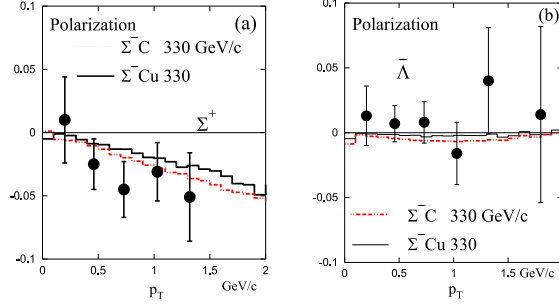 Polarization (a)
Σ⁻C 330 GeV/c
Σ⁻Cu 330
Σ⁺
0.1
0.05
0
-0.05
-0.1
0 0.5 1 1.5 2
p_T GeV/c
Polarization (b)
Λ̄
0.1
0.05
0
-0.05
-0.1
Σ⁻C 330 GeV/c
Σ⁻Cu 330
0 0.5 1 1.5
p_T GeV/c